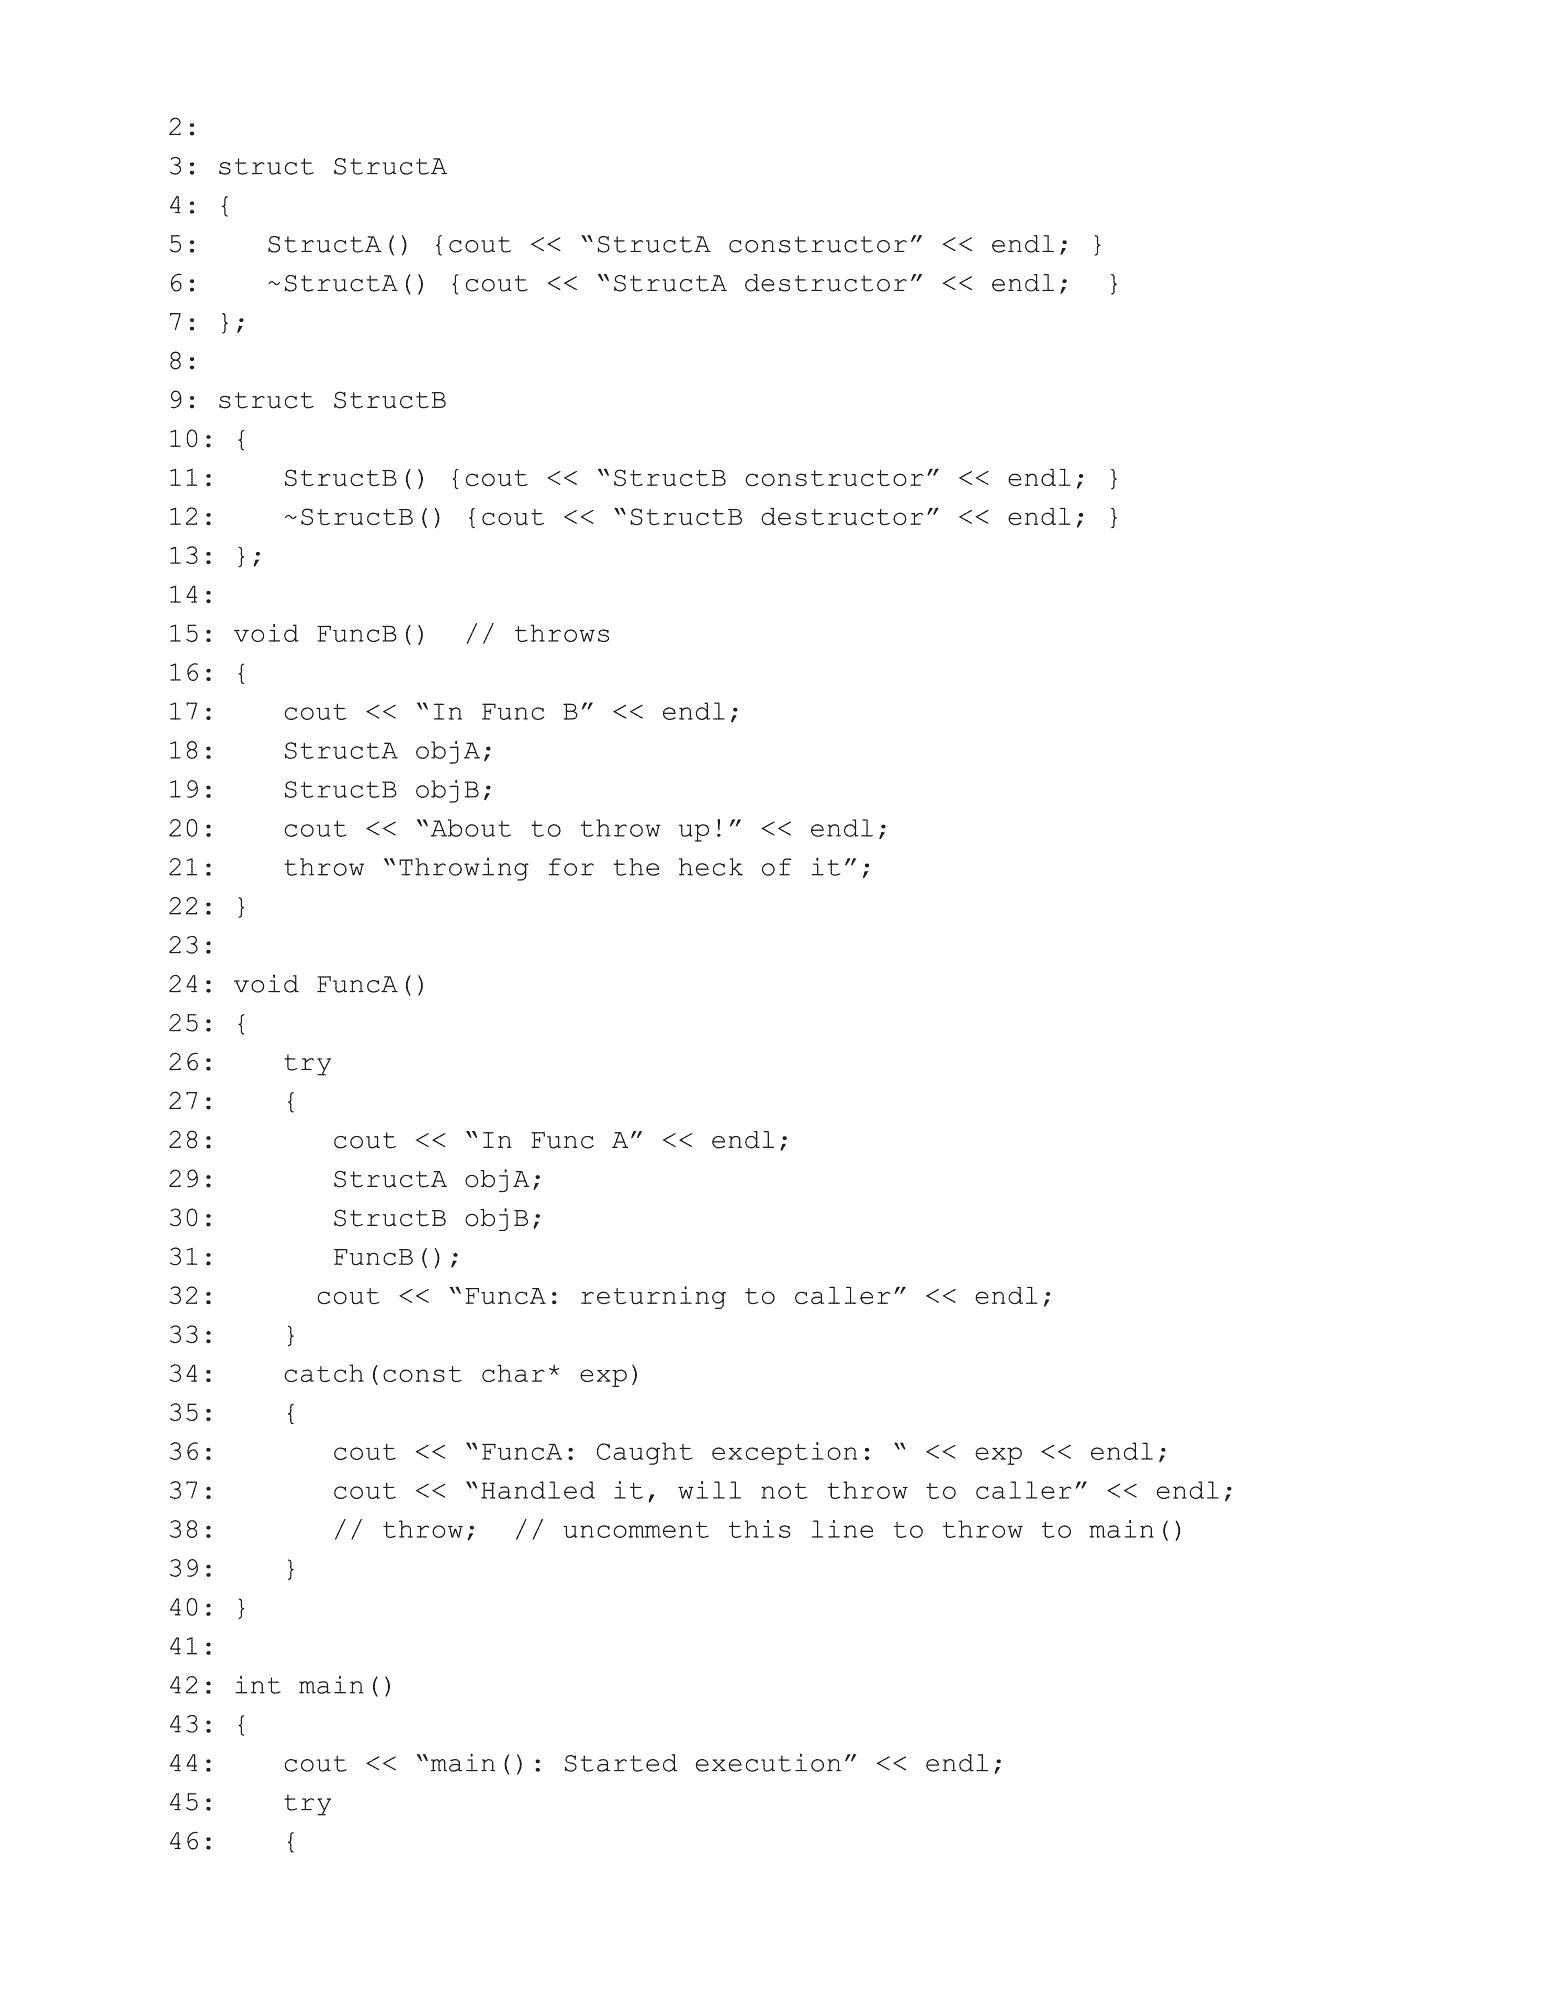 2:
3: struct StructA
4: {
5:    StructA() {cout << “StructA constructor” << endl; }
6:    ~StructA() {cout << “StructA destructor” << endl;  }
7: };
8:
9: struct StructB
10: {
11:    StructB() {cout << “StructB constructor” << endl; }
12:    ~StructB() {cout << “StructB destructor” << endl; }
13: };
14:
15: void FuncB()  // throws
16: {
17:    cout << “In Func B” << endl;
18:    StructA objA;
19:    StructB objB;
20:    cout << “About to throw up!” << endl;
21:    throw “Throwing for the heck of it”;
22: }
23:
24: void FuncA()
25: {
26:    try
27:    {
28:       cout << “In Func A” << endl;
29:       StructA objA;
30:       StructB objB;
31:       FuncB();
32:      cout << “FuncA: returning to caller” << endl;
33:    }
34:    catch(const char* exp)
35:    {
36:       cout << “FuncA: Caught exception: “ << exp << endl;
37:       cout << “Handled it, will not throw to caller” << endl;
38:       // throw;  // uncomment this line to throw to main()
39:    }
40: }
41:
42: int main()
43: {
44:    cout << “main(): Started execution” << endl;
45:    try
46:    {